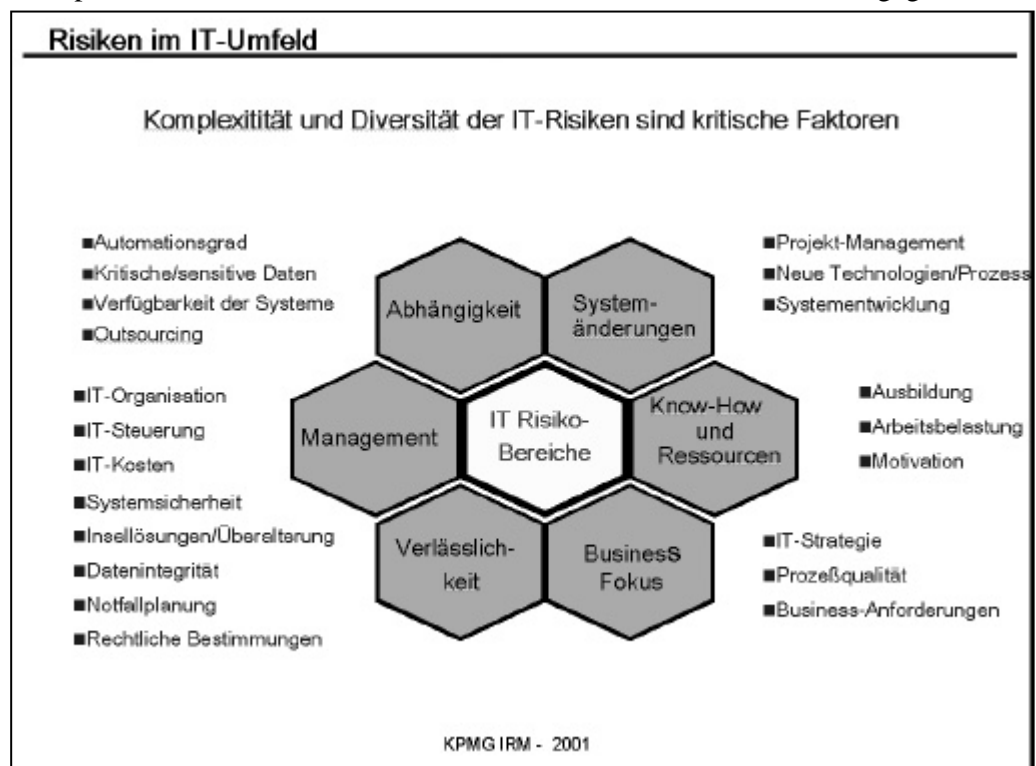 Risiken im IT-Umfeld
Komplexitität und Diversität der IT-Risiken sind kritische Faktoren
■Automationsgrad
■Kritische/sensitive Daten
■Verfügbarkeit der Systeme
■Outsourcing
■IT-Organisation
■IT-Steuerung
■IT-Kosten
■Systemsicherheit
■Insellösungen/Überalterung
■Datenintegrität
■Notfallplanung
■Rechtliche Bestimmungen
Abhängigkeit
System-
änderungen
Management
IT Risiko-
Bereiche
Know-How
und
Ressourcen
Verlässlich-
keit
BusinesS
Fokus
■Projekt-Management
■Neue Technologien/Prozess
■Systementwicklung
■Ausbildung
■Arbeitsbelastung
■Motivation
■IT-Strategie
■Prozeßqualität
■Business-Anforderungen
KPMG IRM - 2001